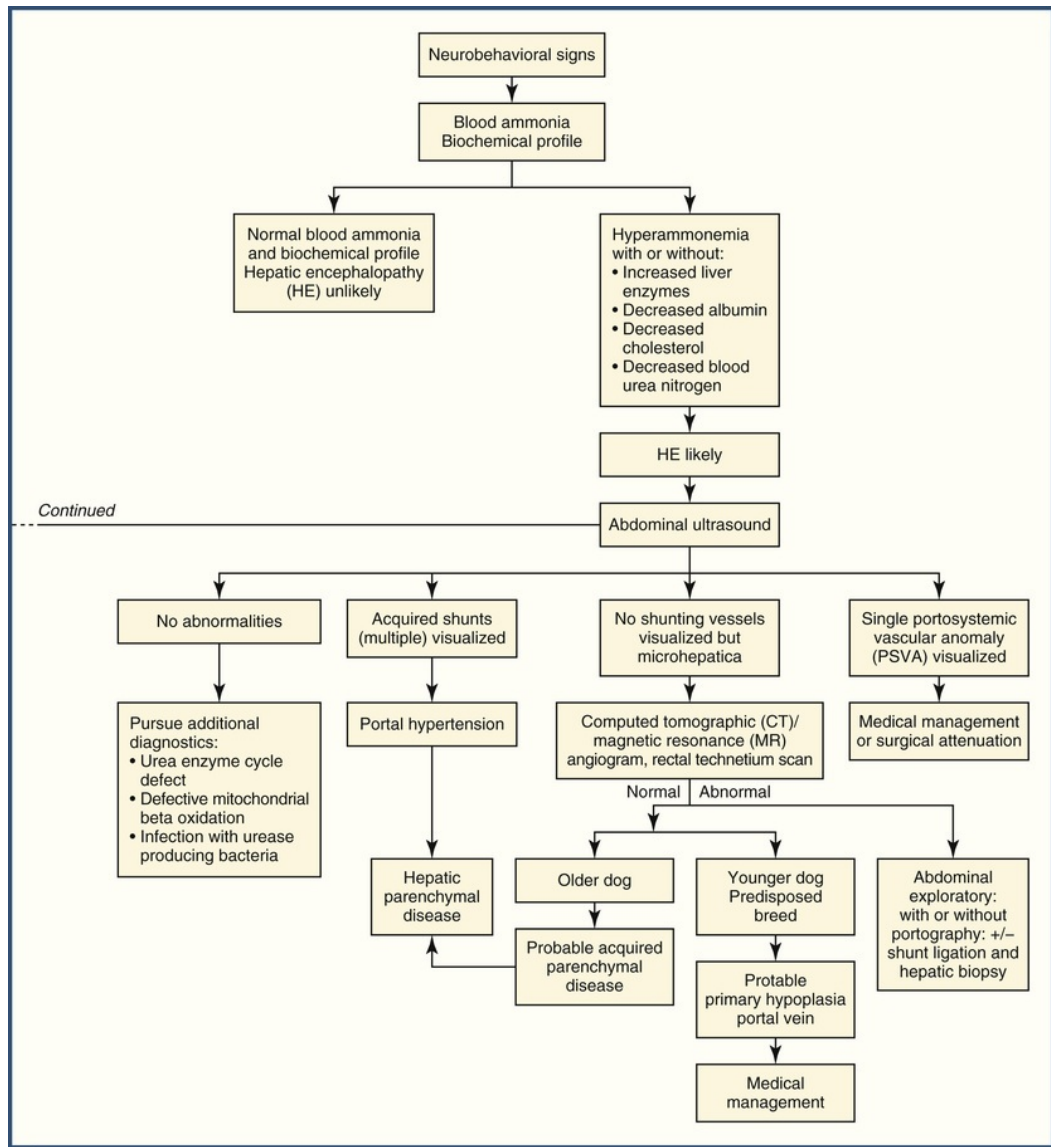 Neurobehavioral signs
Blood ammonia
Biochemical profile
Normal blood ammonia
and biochemical profile
Hepatic encephalopathy
(HE) unlikely
Hyperammonemia
with or without:
• Increased liver
enzymes
• Decreased albumin
• Decreased
cholesterol
• Decreased blood
urea nitrogen
HE likely
Continued
Abdominal ultrasound
No abnormalities
Acquired shunts
(multiple) visualized
No shunting vessels
visualized but
microhepatica
Single portosystemic
vascular anomaly
(PSVA) visualized
Pursue additional
diagnostics:
• Urea enzyme cycle
defect
• Defective mitochondrial
beta oxidation
• Infection with urease
producing bacteria
Portal hypertension
Computed tomographic (CT)/
magnetic resonance (MR)
angiogram, rectal technetium scan
Medical management
or surgical attenuation
Normal Abnormal
Hepatic
parenchymal
disease
Older dog
Younger dog
Predisposed
breed
Abdominal
exploratory:
with or without
portography: +/–
shunt ligation and
hepatic biopsy
Probable acquired
parenchymal
disease
Protable
primary hypoplasia
portal vein
Medical
management